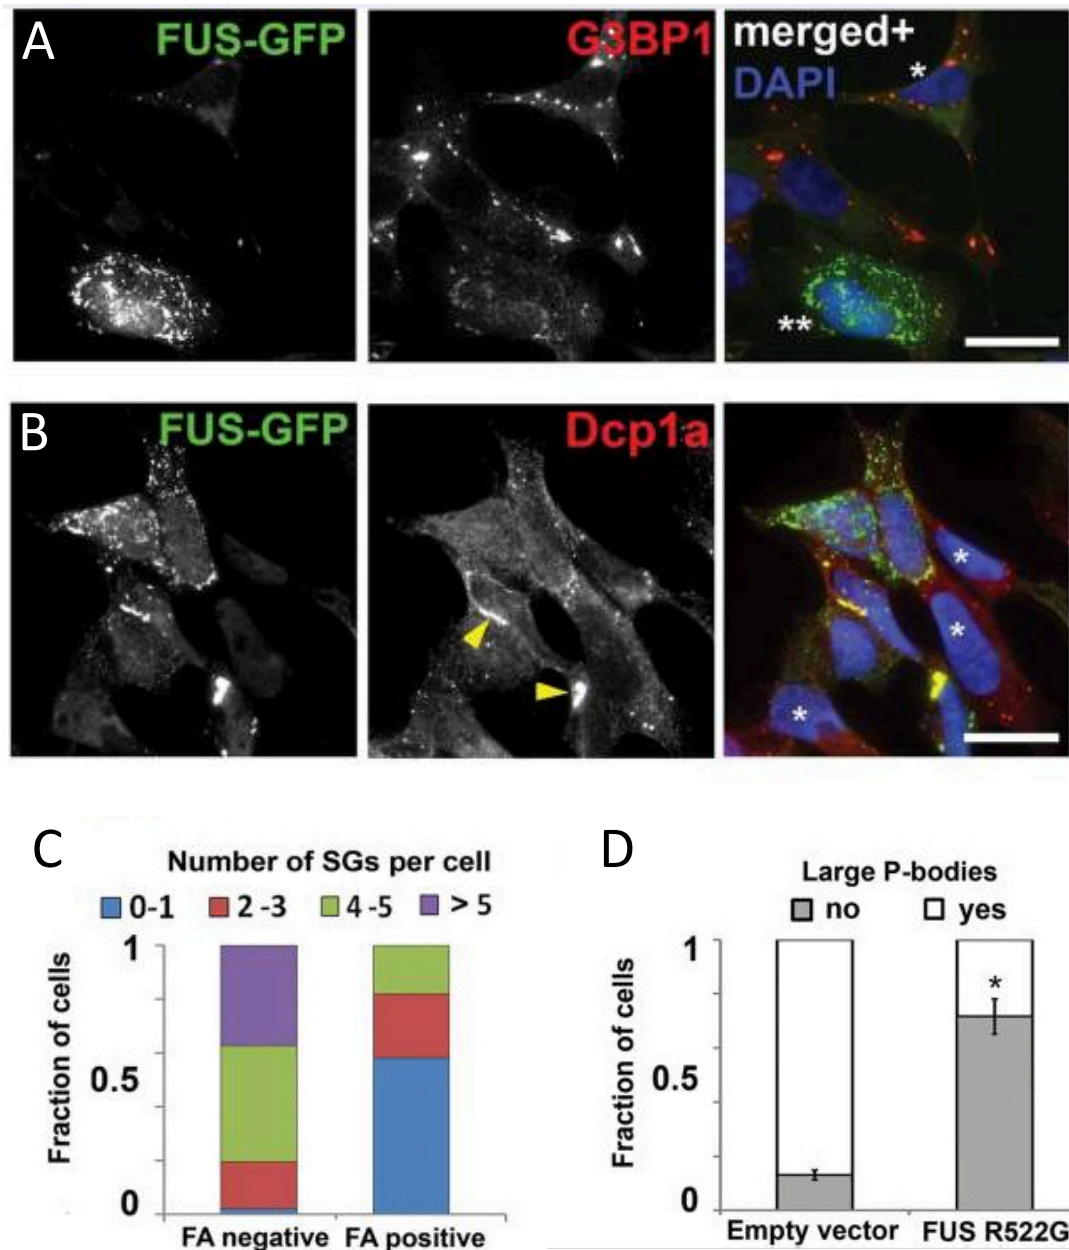 A
FUS-GFP
G3BP1
merged+
DAPI
*
**
B
FUS-GFP
Dcp1a
*
*
*
C
Number of SGs per cell
0-1
2 -3
4 -5
> 5
Fraction of cells
1
0.5
0
FA negative
FA positive
D
Large P-bodies
no
yes
Fraction of cells
1
0.5
0
*
Empty vector
FUS R522G